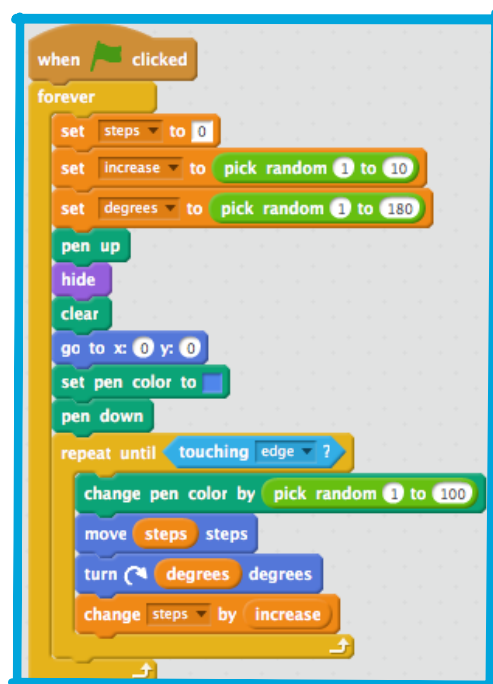 when clicked
forever
set steps to 0
set increase to pick random 1 to 10
set degrees to pick random 1 to 180
pen up
hide
clear
go to x: 0 y: 0
set pen color to
pen down
repeat until touching edge ?
change pen color by pick random 1 to 100
move steps steps
turn degrees degrees
change steps by increase